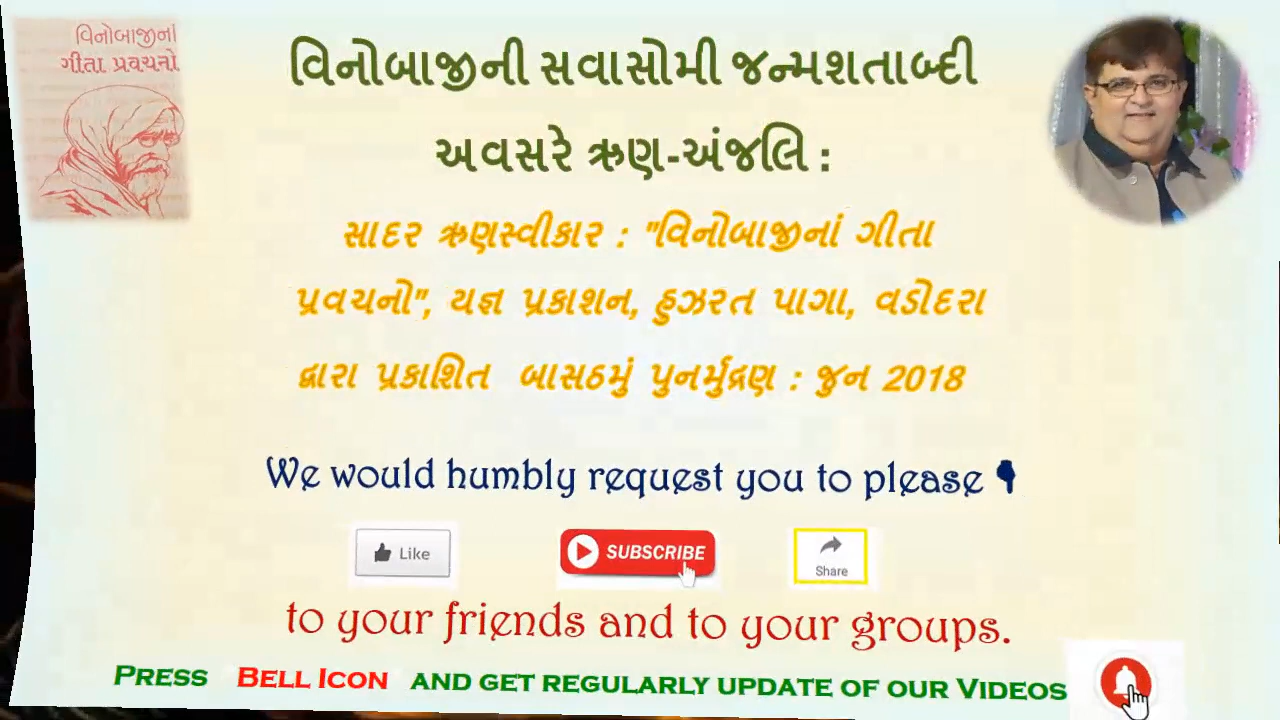 વિનોબાજીનાં
ગીતા પ્રવચનો
વિનોબાજીની સવાસોમી જન્મશતાબ્દી
અવસરે ઋણ-અંજલિ :
સાદર ઋણસ્વીકાર : "વિનોબાજીનાં ગીતા
પ્રવચનો", યજ્ઞ પ્રકાશન, હુઝરત પાગા, વડોદરા
દ્વારા પ્રકાશિત બાસઠમું પુનર્મુદ્રણ : જુન 2018
We would humbly request you to please
Like
SUBSCRIBE
Share
to your friends and to your groups.
PRESS BELL ICON AND GET REGULARLY UPDATE OF OUR VIDEOS